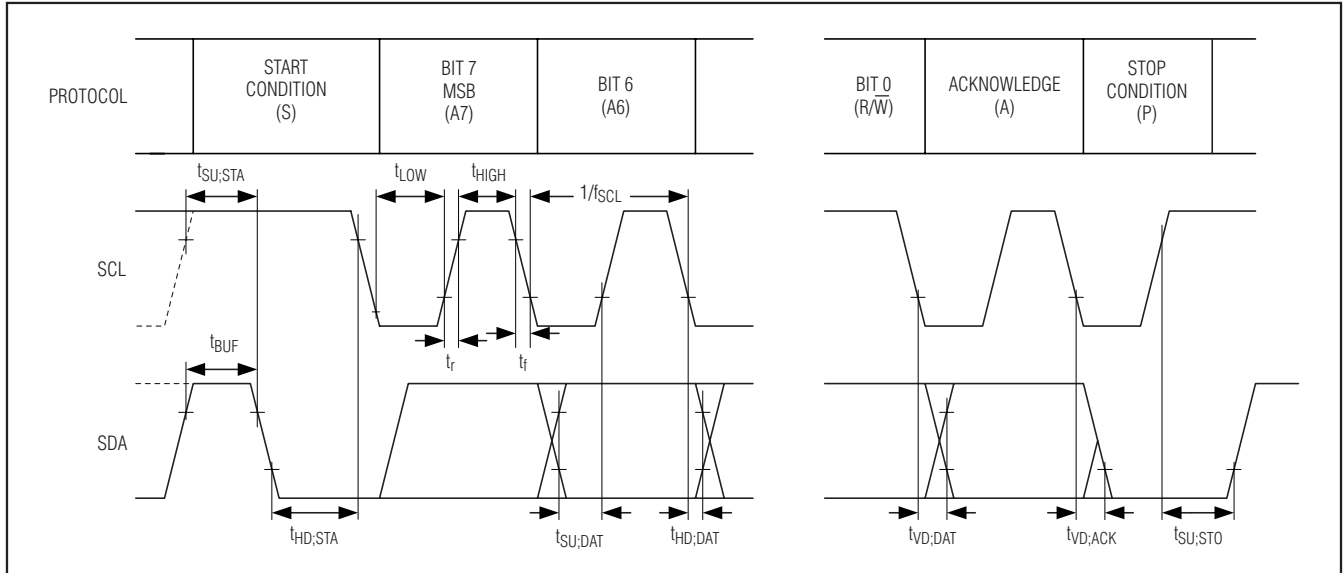 PROTOCOL
START
CONDITION
(S)
BIT 7
MSB
(A7)
BIT 6
(A6)
BIT 0
(R/W̅)
ACKNOWLEDGE
(A)
STOP
CONDITION
(P)
tSU;STA
tLOW
tHIGH
1/fSCL
SCL
tBUF
tr
tf
SDA
tHD;STA
tSU;DAT
tHD;DAT
tVD;DAT
tVD;ACK
tSU;STO